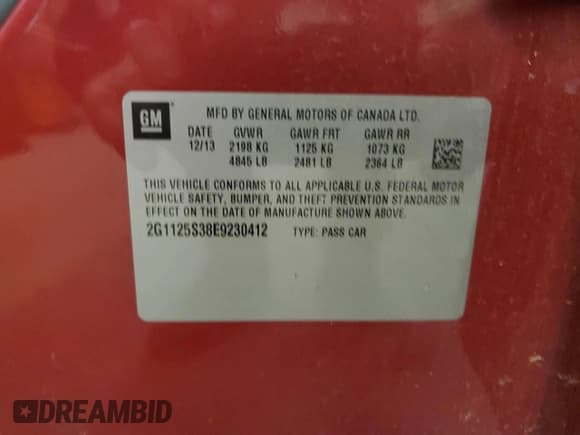 GM
MFD BY GENERAL MOTORS OF CANADA LTD.
DATE GVWR GAWR FRT GAWR RR
12/13 2198 KG 1125 KG 1073 KG
4845 LB 2481 LB 2364 LB
THIS VEHICLE CONFORMS TO ALL APPLICABLE U.S. FEDERAL MOTOR
VEHICLE SAFETY, BUMPER, AND THEFT PREVENTION STANDARDS IN
EFFECT ON THE DATE OF MANUFACTURE SHOWN ABOVE.
2G1125S38E9230412 TYPE: PASS CAR
DREAMBID